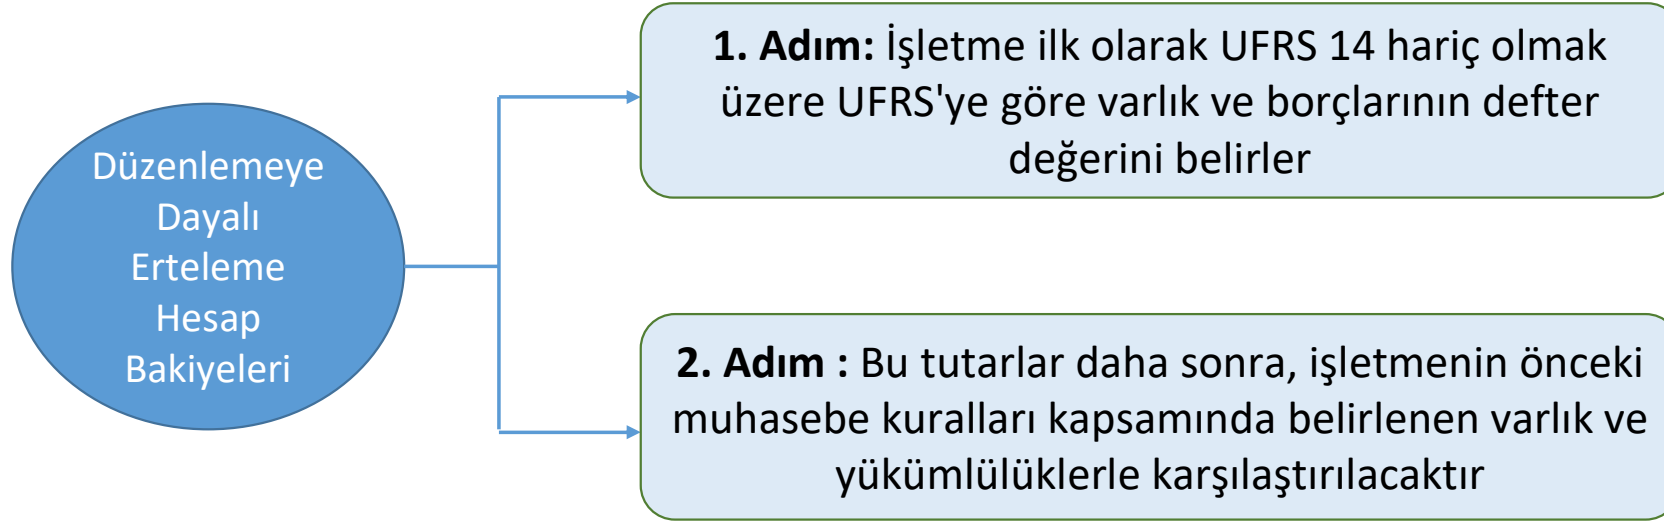 Düzenlemeye
Dayalı
Erteleme
Hesap
Bakiyeleri
1. Adım: İşletme ilk olarak UFRS 14 hariç olmak
üzere UFRS'ye göre varlık ve borçlarının defter
değerini belirler
2. Adım : Bu tutarlar daha sonra, işletmenin önceki
muhasebe kuralları kapsamında belirlenen varlık ve
yükümlülüklerle karşılaştırılacaktır